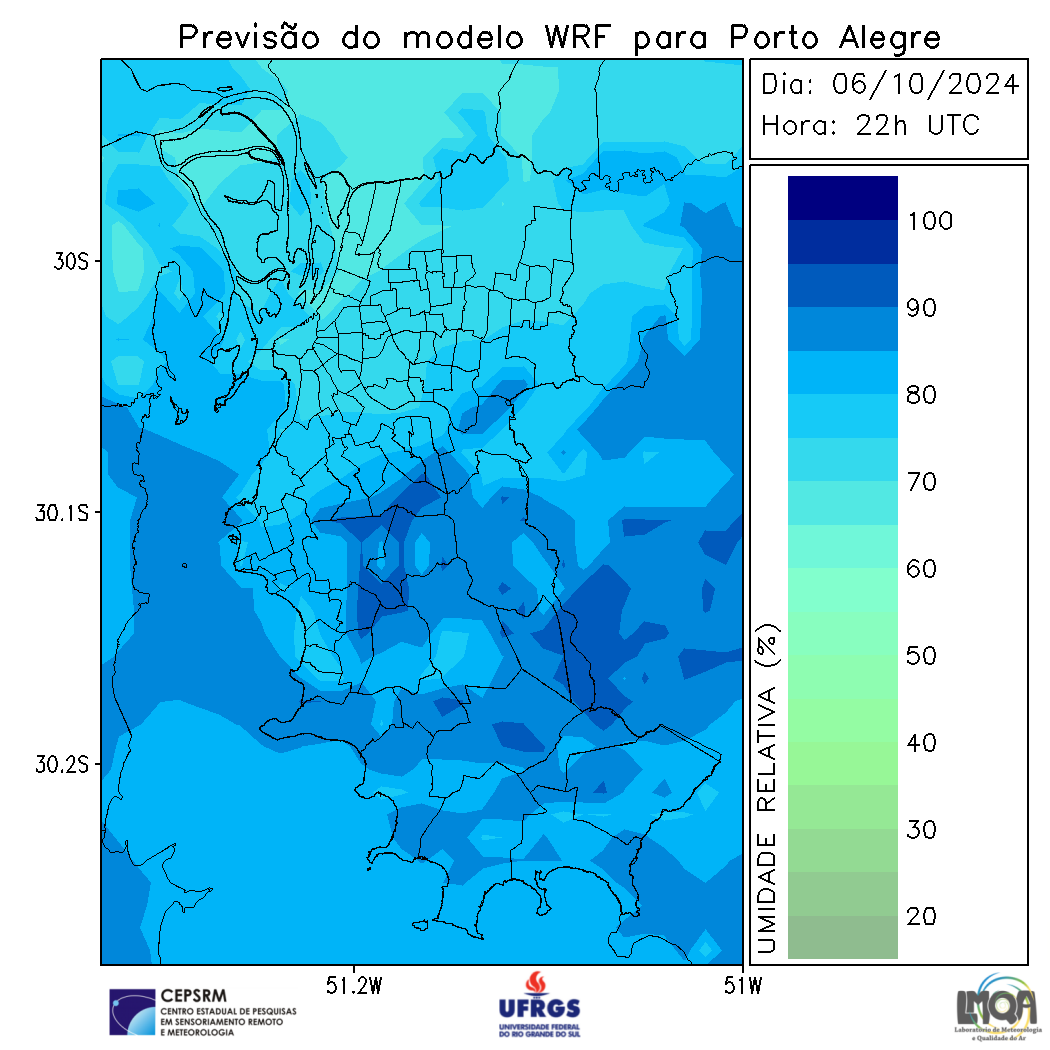 Previsão do modelo WRF para Porto Alegre
Dia: 06/10/2024
Hora: 22h UTC
30S
30.1S
30.2S
51.2W
51W
100
90
80
70
60
50
40
30
20
UMIDADE RELATIVA (%)
CEPSRM
CENTRO ESTADUAL DE PESQUISAS
EM SENSORIAMENTO REMOTO
E METEOROLOGIA
UFRGS
UNIVERSIDADE FEDERAL
DO RIO GRANDE DO SUL
LMQA
Laboratório de Meteorologia
e Qualidade do Ar